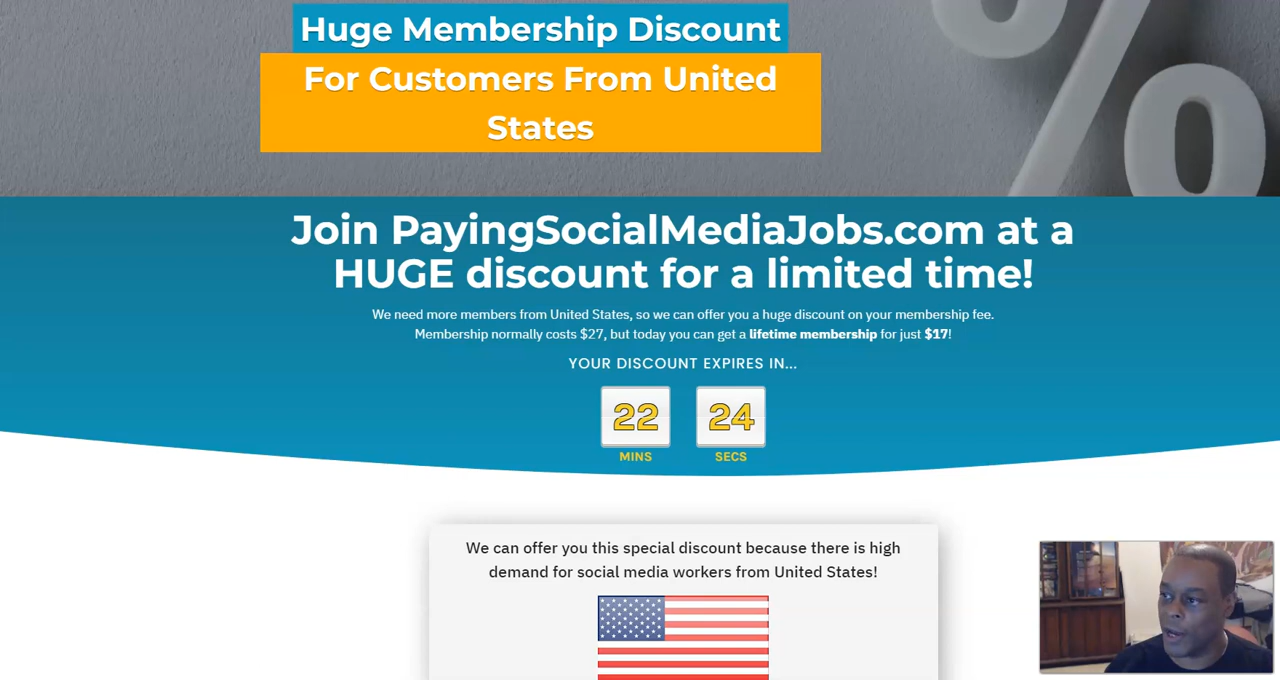 Huge Membership Discount
For Customers From United
States
Join PayingSocialMediaJobs.com at a
HUGE discount for a limited time!
We need more members from United States, so we can offer you a huge discount on your membership fee.
Membership normally costs $27, but today you can get a lifetime membership for just $17!
YOUR DISCOUNT EXPIRES IN...
22 24
MINS SECS
We can offer you this special discount because there is high
demand for social media workers from United States!